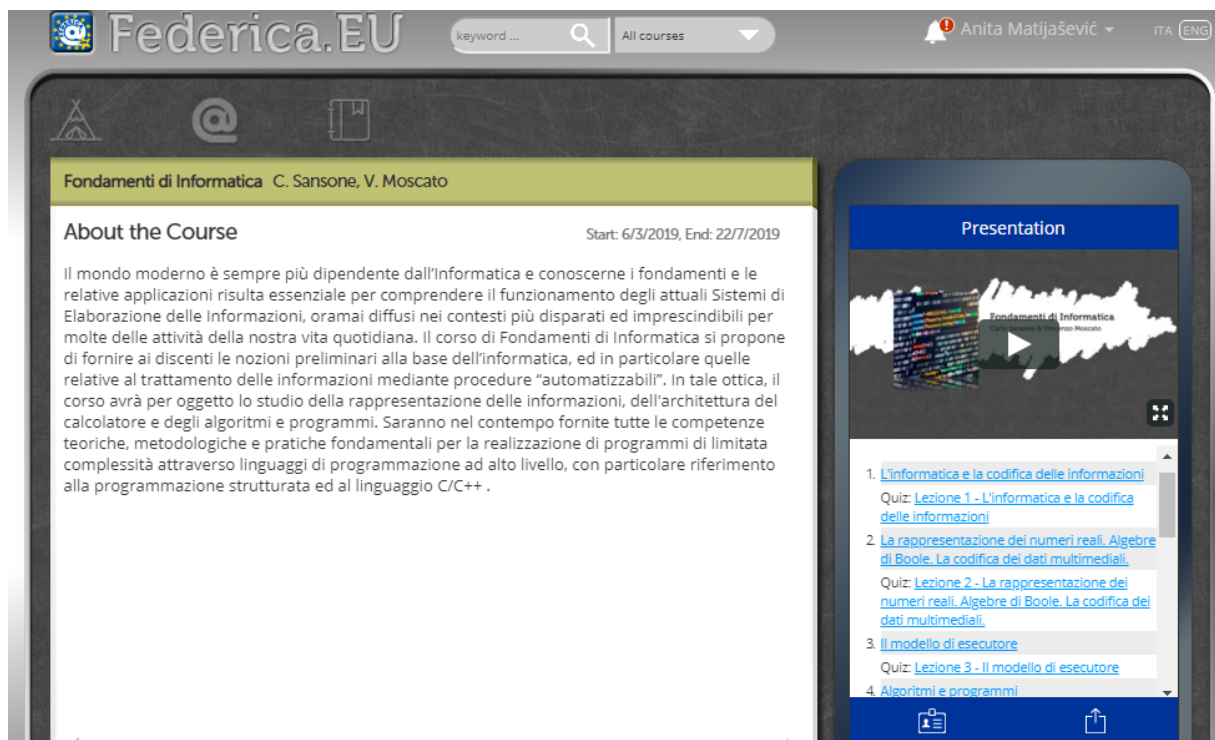 Federica.EU
keyword ...
All courses
Anita Matijašević
ITA ENG
Fondamenti di Informatica C. Sansone, V. Moscato
About the Course
Start: 6/3/2019, End: 22/7/2019
Il mondo moderno è sempre più dipendente dall'Informatica e conoscerne i fondamenti e le
relative applicazioni risulta essenziale per comprendere il funzionamento degli attuali Sistemi di
Elaborazione delle Informazioni, oramai diffusi nei contesti più disparati ed imprescindibili per
molte delle attività della nostra vita quotidiana. Il corso di Fondamenti di Informatica si propone
di fornire ai discenti le nozioni preliminari alla base dell'informatica, ed in particolare quelle
relative al trattamento delle informazioni mediante procedure “automatizzabili”. In tale ottica, il
corso avrà per oggetto lo studio della rappresentazione delle informazioni, dell'architettura del
calcolatore e degli algoritmi e programmi. Saranno nel contempo fornite tutte le competenze
teoriche, metodologiche e pratiche fondamentali per la realizzazione di programmi di limitata
complessità attraverso linguaggi di programmazione ad alto livello, con particolare riferimento
alla programmazione strutturata ed al linguaggio C/C++ .
Presentation
Fondamenti di Informatica
Carlo Sansone & Vincenzo Moscato
1. L'informatica e la codifica delle informazioni
Quiz: Lezione 1 - L'informatica e la codifica
delle informazioni
2. La rappresentazione dei numeri reali. Algebre
di Boole. La codifica dei dati multimediali.
Quiz: Lezione 2 - La rappresentazione dei
numeri reali. Algebre di Boole. La codifica dei
dati multimediali.
3. Il modello di esecutore
Quiz: Lezione 3 - Il modello di esecutore
4. Algoritmi e programmi